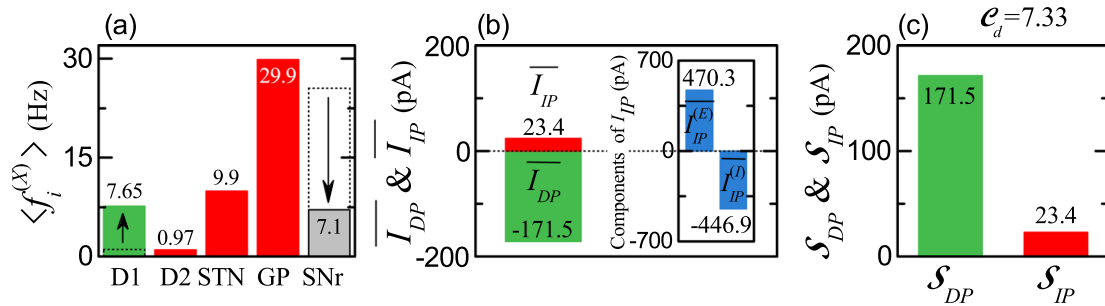 (a)
⟨f_i^(X)⟩ (Hz)
30
15
0
7.65
0.97
9.9
29.9
7.1
D1 D2 STN GP SNr
(b)
I_DP & I_IP (pA)
200
0
-200
I_IP
23.4
I_DP
-171.5
Components of I_IP (pA)
700
0
-700
470.3
I_IP^(E)
I_IP^(I)
-446.9
(c)
𝒞_d=7.33
𝒮_DP & 𝒮_IP (pA)
200
100
0
171.5
23.4
𝒮_DP 𝒮_IP